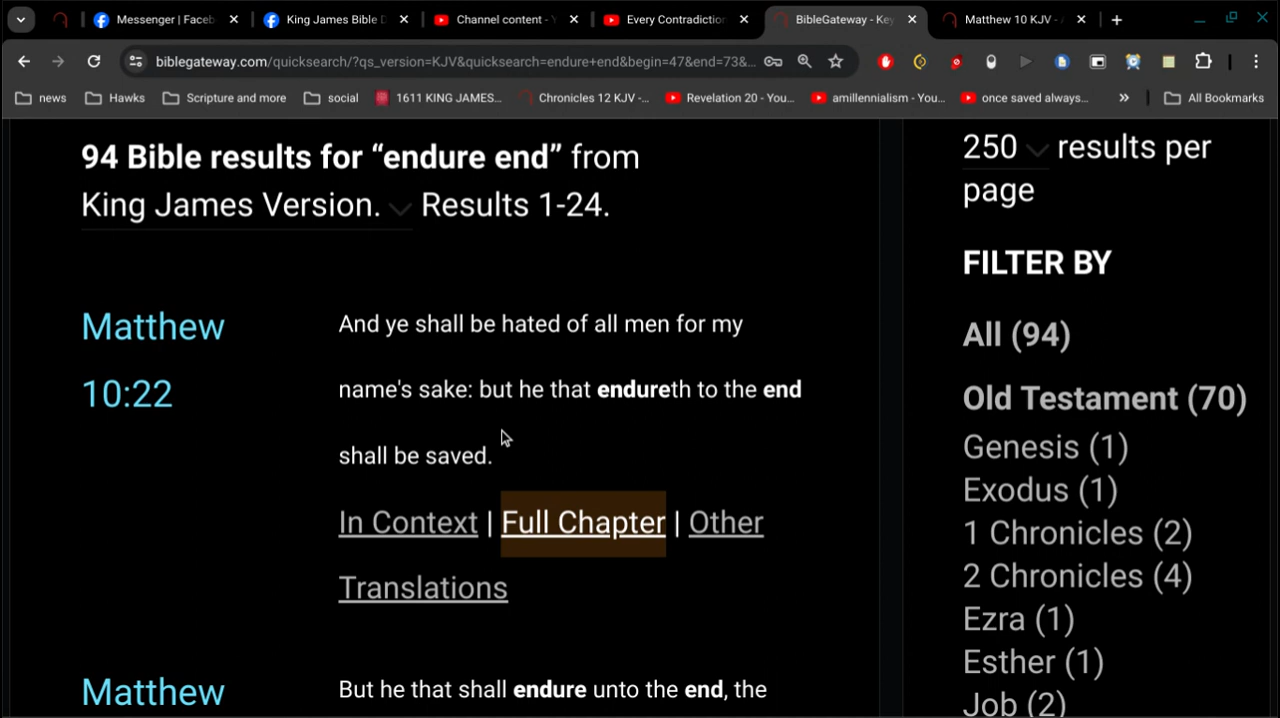 Messenger | Faceb
King James Bible D
Channel content - Y
Every Contradiction
BibleGateway - Key
Matthew 10 KJV - A
biblegateway.com/quicksearch/?qs_version=KJV&quicksearch=endure+end&begin=47&end=73&...
news
Hawks
Scripture and more
social
1611 KING JAMES...
Chronicles 12 KJV -...
Revelation 20 - You...
amillennialism - You...
once saved always...
All Bookmarks
94 Bible results for “endure end” from
King James Version. Results 1-24.
Matthew
10:22
And ye shall be hated of all men for my
name's sake: but he that endureth to the end
shall be saved.
In Context | Full Chapter | Other
Translations
Matthew
But he that shall endure unto the end, the
250 results per
page
FILTER BY
All (94)
Old Testament (70)
Genesis (1)
Exodus (1)
1 Chronicles (2)
2 Chronicles (4)
Ezra (1)
Esther (1)
Job (2)